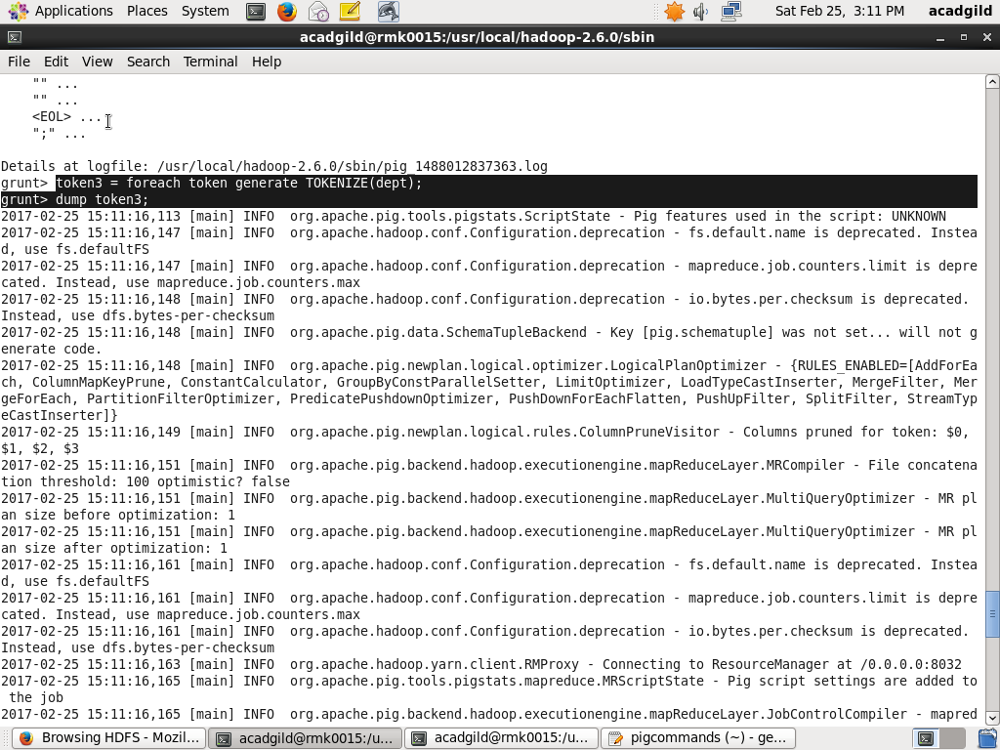 Applications Places System
Sat Feb 25, 3:11 PM acadgild
acadgild@rmk0015:/usr/local/hadoop-2.6.0/sbin
File Edit View Search Terminal Help
"" ...
"" ...
<EOL> ...
";" ...
Details at logfile: /usr/local/hadoop-2.6.0/sbin/pig_1488012837363.log
grunt> token3 = foreach token generate TOKENIZE(dept);
grunt> dump token3;
2017-02-25 15:11:16,113 [main] INFO  org.apache.pig.tools.pigstats.ScriptState - Pig features used in the script: UNKNOWN
2017-02-25 15:11:16,147 [main] INFO  org.apache.hadoop.conf.Configuration.deprecation - fs.default.name is deprecated. Instea
d, use fs.defaultFS
2017-02-25 15:11:16,147 [main] INFO  org.apache.hadoop.conf.Configuration.deprecation - mapreduce.job.counters.limit is depre
cated. Instead, use mapreduce.job.counters.max
2017-02-25 15:11:16,148 [main] INFO  org.apache.hadoop.conf.Configuration.deprecation - io.bytes.per.checksum is deprecated.
Instead, use dfs.bytes-per-checksum
2017-02-25 15:11:16,148 [main] INFO  org.apache.pig.data.SchemaTupleBackend - Key [pig.schematuple] was not set... will not g
enerate code.
2017-02-25 15:11:16,148 [main] INFO  org.apache.pig.newplan.logical.optimizer.LogicalPlanOptimizer - {RULES_ENABLED=[AddForEa
ch, ColumnMapKeyPrune, ConstantCalculator, GroupByConstParallelSetter, LimitOptimizer, LoadTypeCastInserter, MergeFilter, Mer
geForEach, PartitionFilterOptimizer, PredicatePushdownOptimizer, PushDownForEachFlatten, PushUpFilter, SplitFilter, StreamTyp
eCastInserter]}
2017-02-25 15:11:16,149 [main] INFO  org.apache.pig.newplan.logical.rules.ColumnPruneVisitor - Columns pruned for token: $0,
$1, $2, $3
2017-02-25 15:11:16,151 [main] INFO  org.apache.pig.backend.hadoop.executionengine.mapReduceLayer.MRCompiler - File concatena
tion threshold: 100 optimistic? false
2017-02-25 15:11:16,151 [main] INFO  org.apache.pig.backend.hadoop.executionengine.mapReduceLayer.MultiQueryOptimizer - MR pl
an size before optimization: 1
2017-02-25 15:11:16,151 [main] INFO  org.apache.pig.backend.hadoop.executionengine.mapReduceLayer.MultiQueryOptimizer - MR pl
an size after optimization: 1
2017-02-25 15:11:16,161 [main] INFO  org.apache.hadoop.conf.Configuration.deprecation - fs.default.name is deprecated. Instea
d, use fs.defaultFS
2017-02-25 15:11:16,161 [main] INFO  org.apache.hadoop.conf.Configuration.deprecation - mapreduce.job.counters.limit is depre
cated. Instead, use mapreduce.job.counters.max
2017-02-25 15:11:16,161 [main] INFO  org.apache.hadoop.conf.Configuration.deprecation - io.bytes.per.checksum is deprecated.
Instead, use dfs.bytes-per-checksum
2017-02-25 15:11:16,163 [main] INFO  org.apache.hadoop.yarn.client.RMProxy - Connecting to ResourceManager at /0.0.0.0:8032
2017-02-25 15:11:16,165 [main] INFO  org.apache.pig.tools.pigstats.mapreduce.MRScriptState - Pig script settings are added to
the job
2017-02-25 15:11:16,165 [main] INFO  org.apache.pig.backend.hadoop.executionengine.mapReduceLayer.JobControlCompiler - mapred
Browsing HDFS - Mozil... acadgild@rmk0015:/u... acadgild@rmk0015:/u... pigcommands (~) - ge...